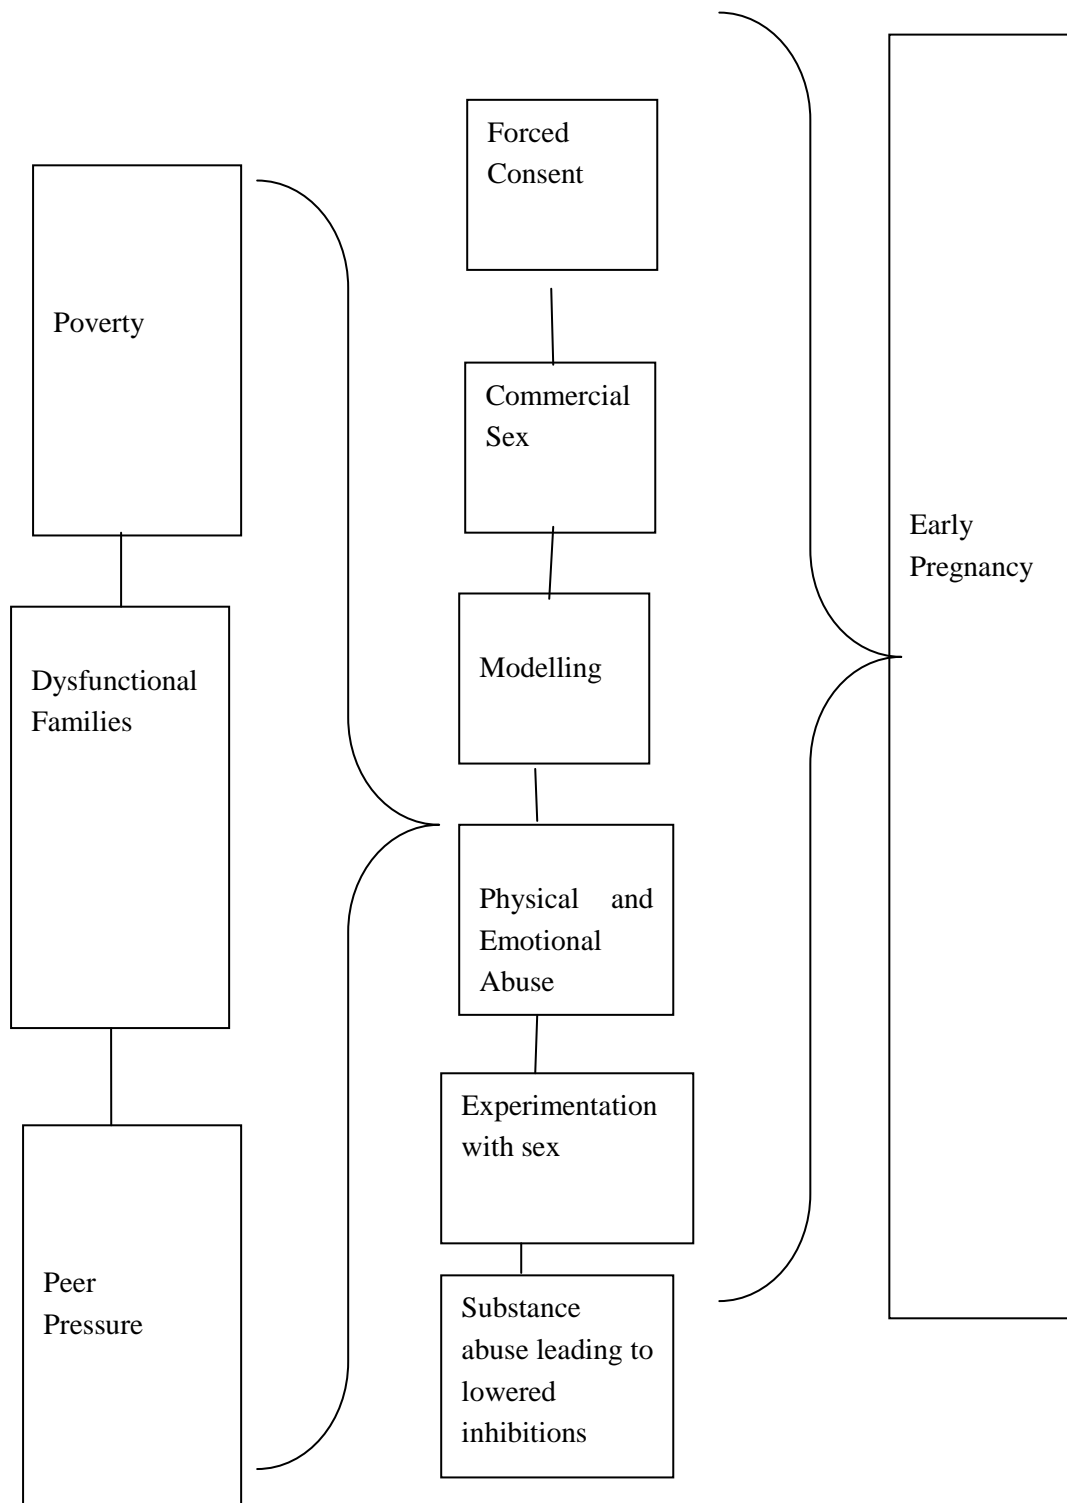 Poverty
Dysfunctional
Families
Peer
Pressure
Forced
Consent
Commercial
Sex
Modelling
Physical and
Emotional
Abuse
Experimentation
with sex
Substance
abuse leading to
lowered
inhibitions
Early
Pregnancy